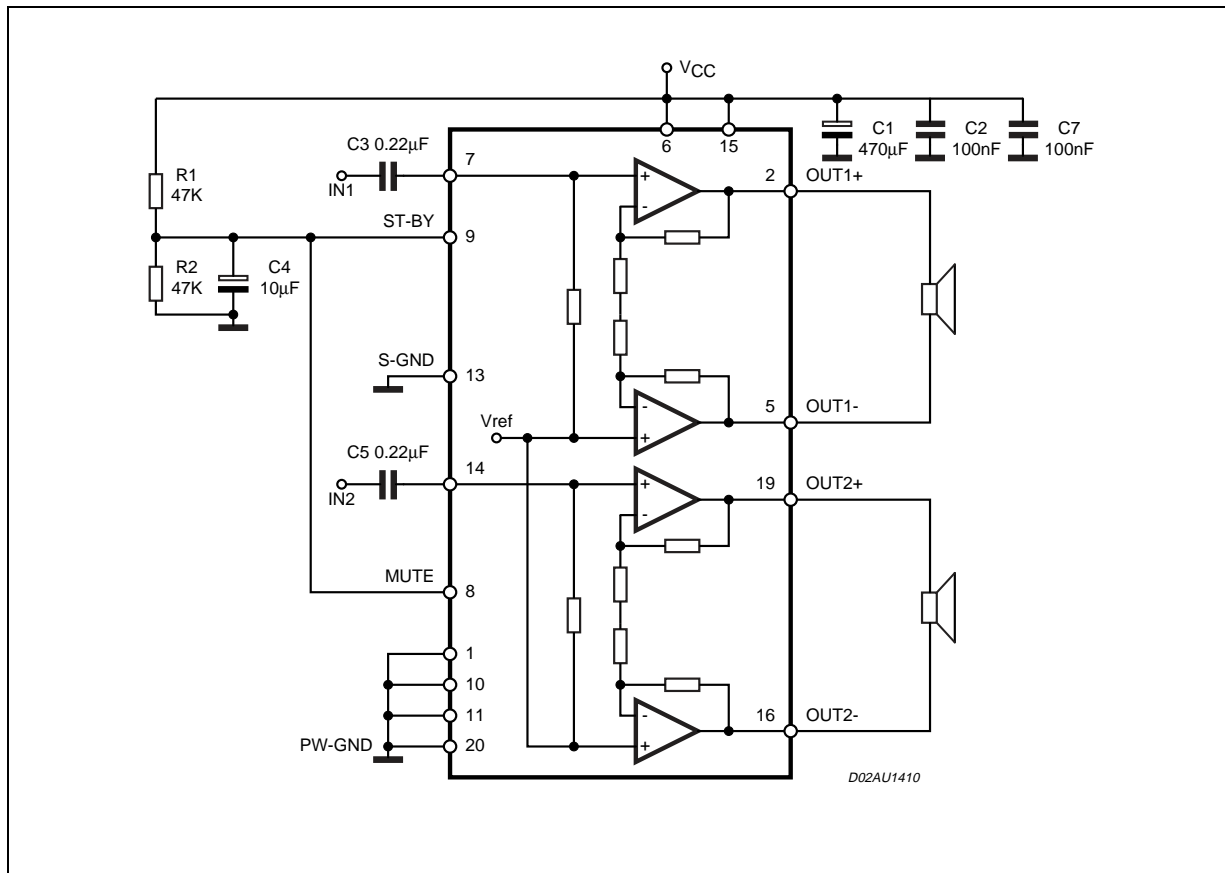 VCC
C3 0.22µF
7
6
15
C1
470µF
C2
100nF
C7
100nF
IN1
+
-
2
OUT1+
R1
47K
ST-BY
9
R2
47K
C4
10µF
S-GND
13
-
+
5
OUT1-
Vref
C5 0.22µF
14
IN2
+
-
19
OUT2+
MUTE
8
1
10
11
PW-GND
20
-
+
16
OUT2-
D02AU1410